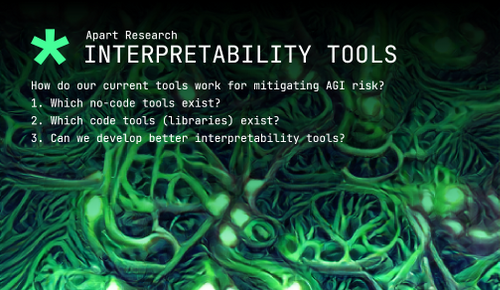 Apart Research
INTERPRETABILITY TOOLS
How do our current tools work for mitigating AGI risk?
1. Which no-code tools exist?
2. Which code tools (libraries) exist?
3. Can we develop better interpretability tools?